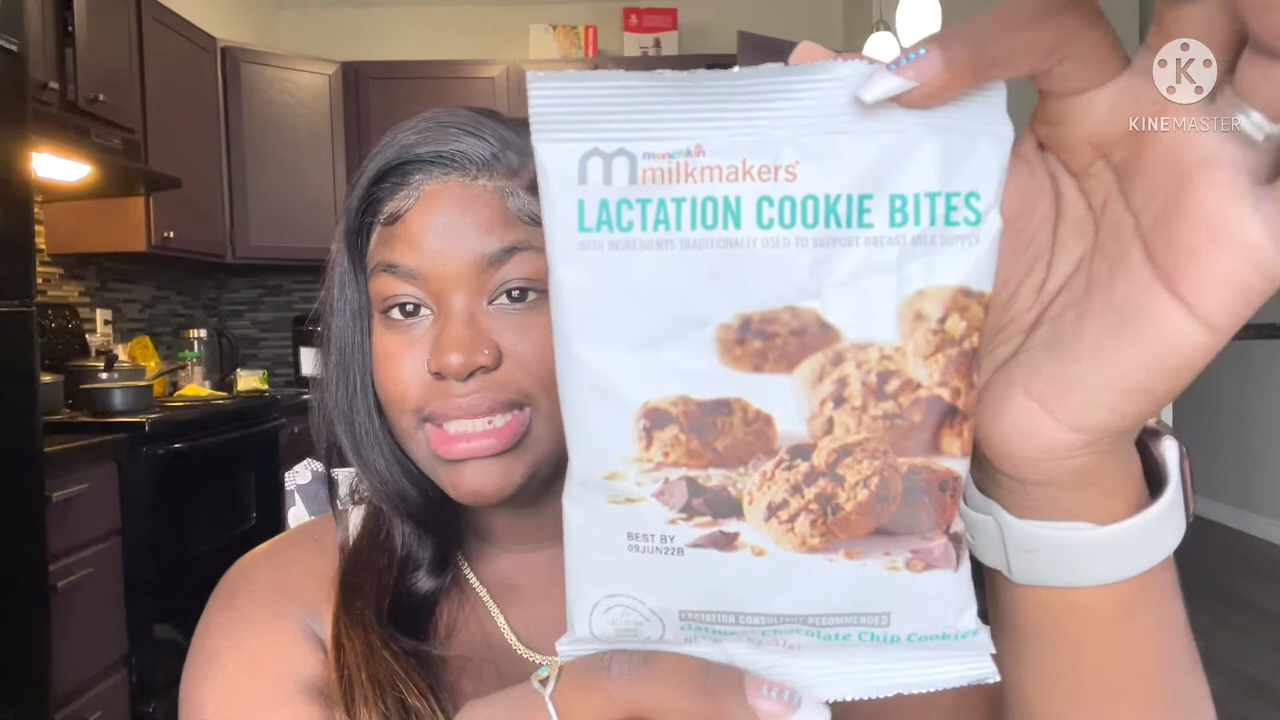 KINEMASTER
munchkin
milkmakers
LACTATION COOKIE BITES
WITH INGREDIENTS TRADITIONALLY USED TO SUPPORT BREAST MILK SUPPLY
BEST BY
09JUN22B
LACTATION CONSULTANT RECOMMENDED
Oatmeal Chocolate Chip Cookies